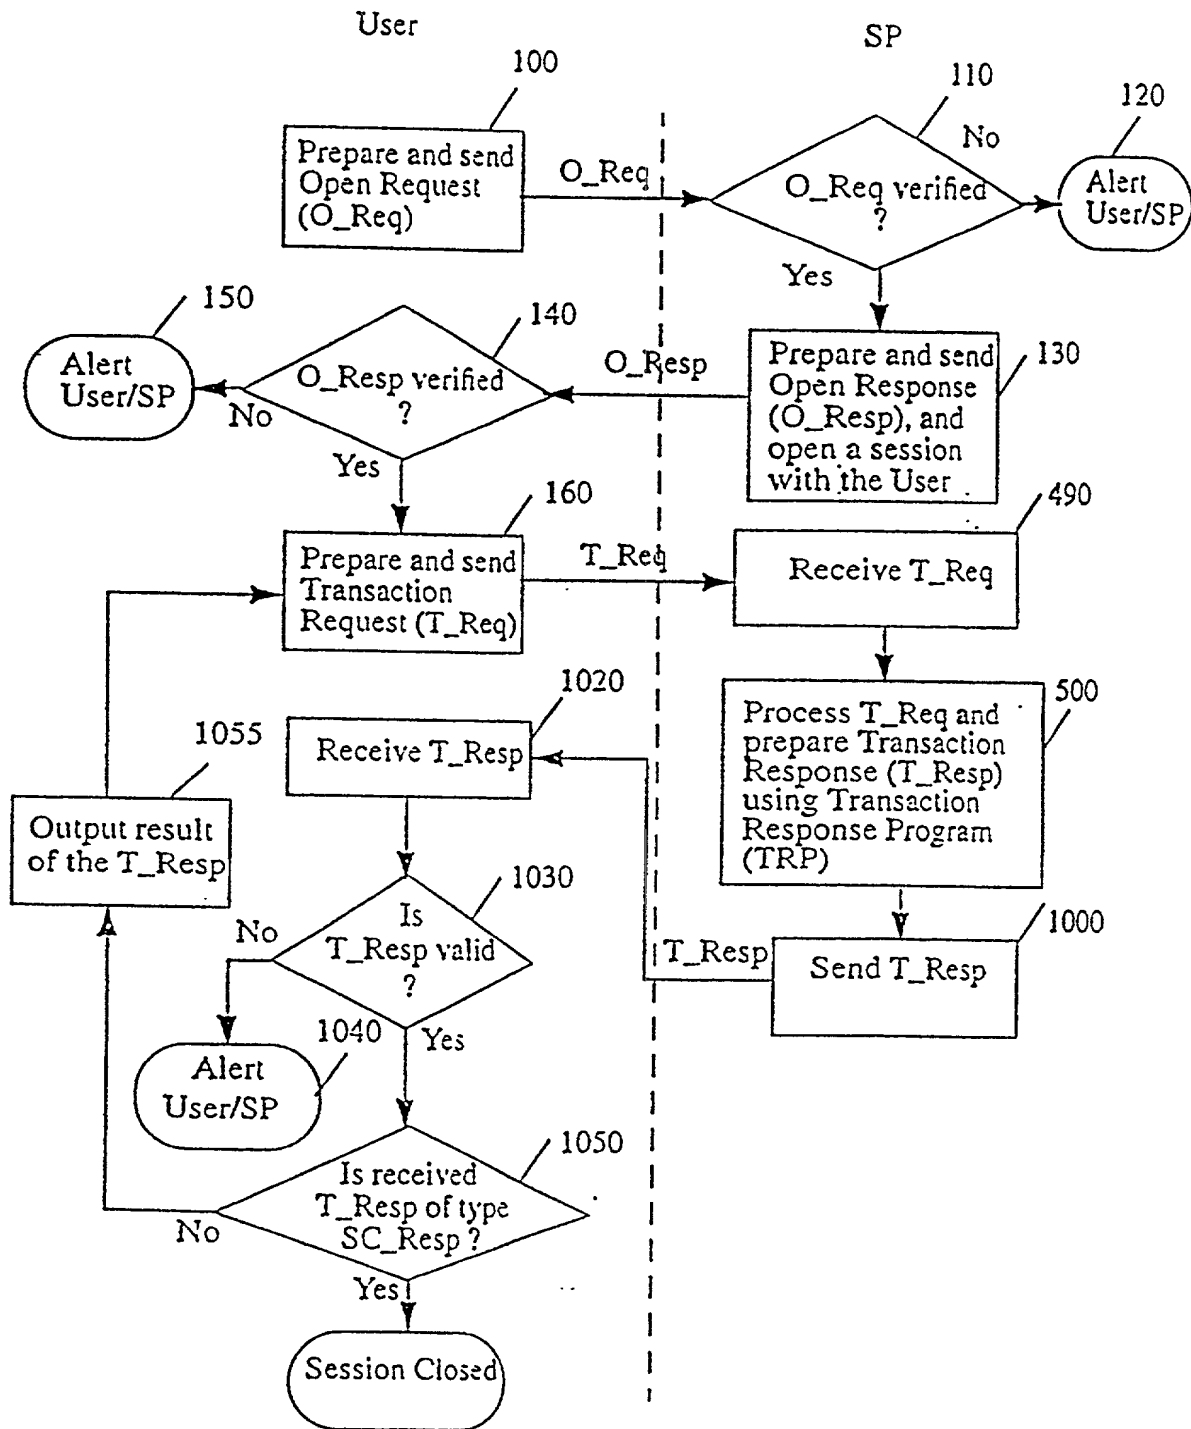 User
SP
100
110
120
Prepare and send
Open Request
(O_Req)
O_Req
O_Req verified
?
No
Alert
User/SP
Yes
150
140
130
Alert
User/SP
No
O_Resp verified
?
O_Resp
Prepare and send
Open Response
(O_Resp), and
open a session
with the User
Yes
160
490
Prepare and send
Transaction
Request (T_Req)
T_Req
Receive T_Req
1020
500
1055
Receive T_Resp
Process T_Req and
prepare Transaction
Response (T_Resp)
using Transaction
Response Program
(TRP)
Output result
of the T_Resp
1030
1000
No
Is
T_Resp valid
?
T_Resp
Send T_Resp
Yes
1040
Alert
User/SP
1050
Is received
T_Resp of type
SC_Resp ?
No
Yes
Session Closed